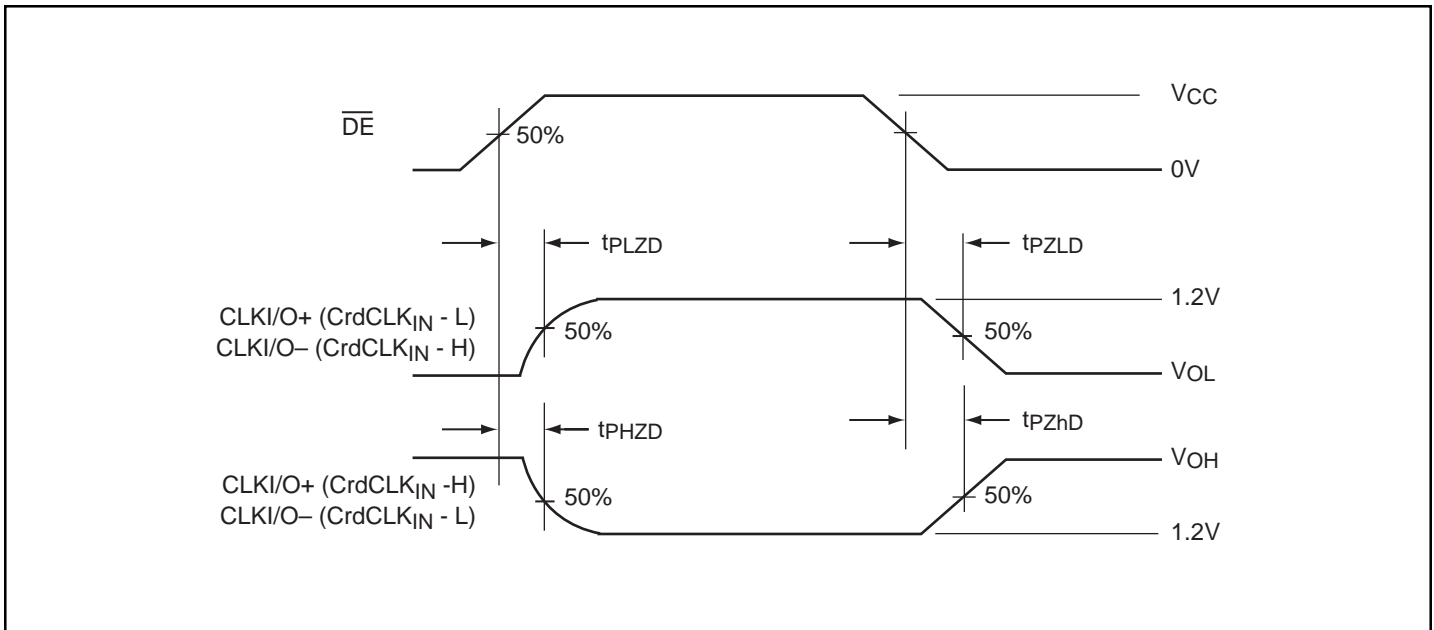 VCC
DE
50%
0V
tPLZD
tPZLD
1.2V
CLKI/O+ (CrdCLKIN - L)
50%
50%
CLKI/O– (CrdCLKIN - H)
VOL
tPHZD
tPZhD
VOH
CLKI/O+ (CrdCLKIN -H)
50%
50%
CLKI/O– (CrdCLKIN - L)
1.2V